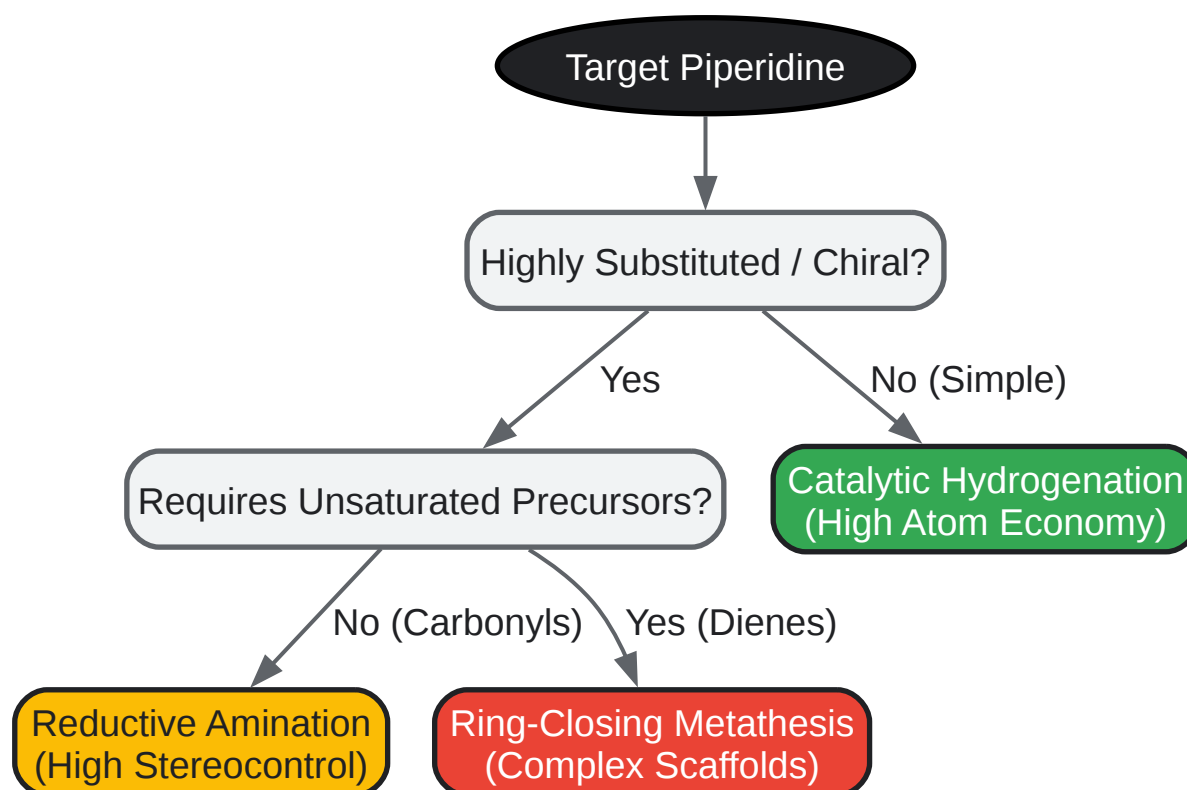 Target Piperidine
Highly Substituted / Chiral?
Yes
No (Simple)
Requires Unsaturated Precursors?
Catalytic Hydrogenation
(High Atom Economy)
No (Carbonyls)
Yes (Dienes)
Reductive Amination
(High Stereocontrol)
Ring-Closing Metathesis
(Complex Scaffolds)